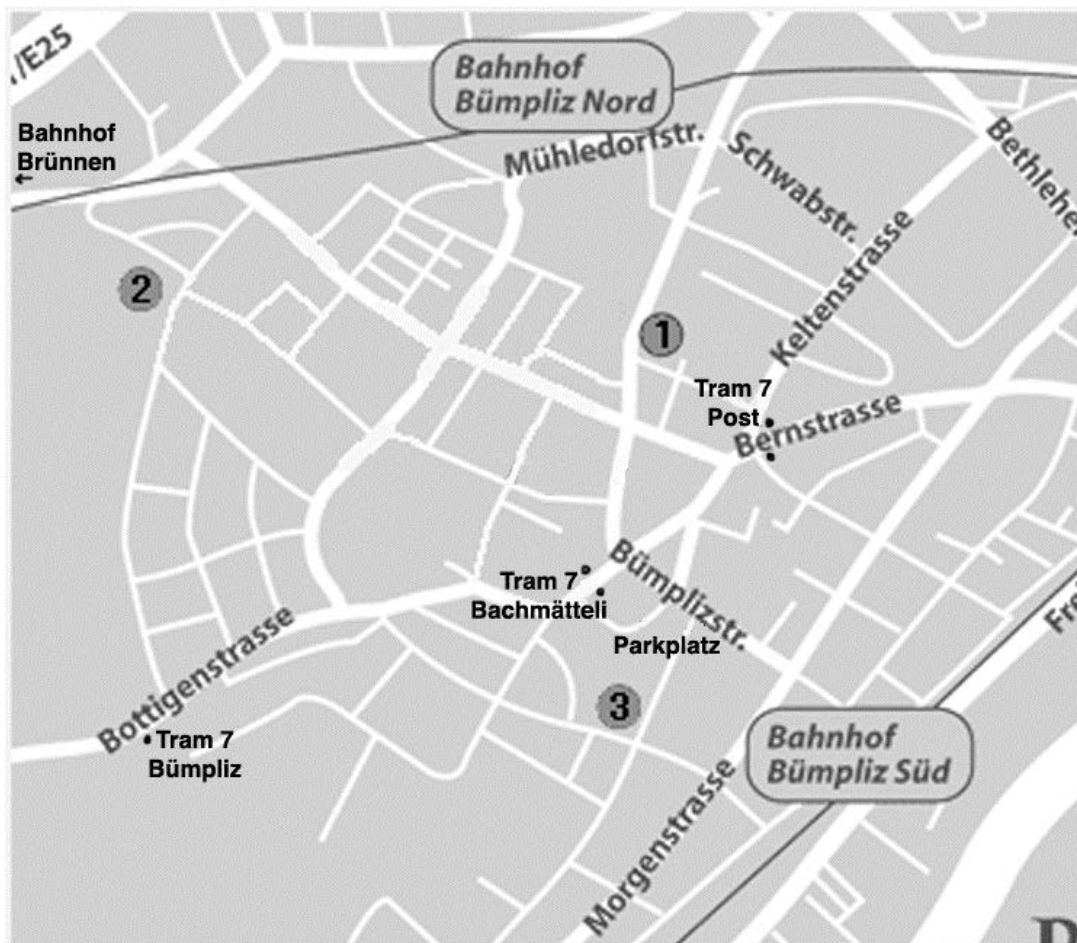 /E25
Bahnhof
Bümpliz Nord
Bahnhof
Brünnen
←
Mühledorfstr.
Schwabstr.
Bethlehe
Keltenstrasse
2
1
Tram 7
Post
Bernstrasse
Bümplizstr.
Tram 7
Bachmätteli
Parkplatz
Bottigenstrasse
3
Tram 7
Bümpliz
Bahnhof
Bümpliz Süd
Morgenstrasse
Fre